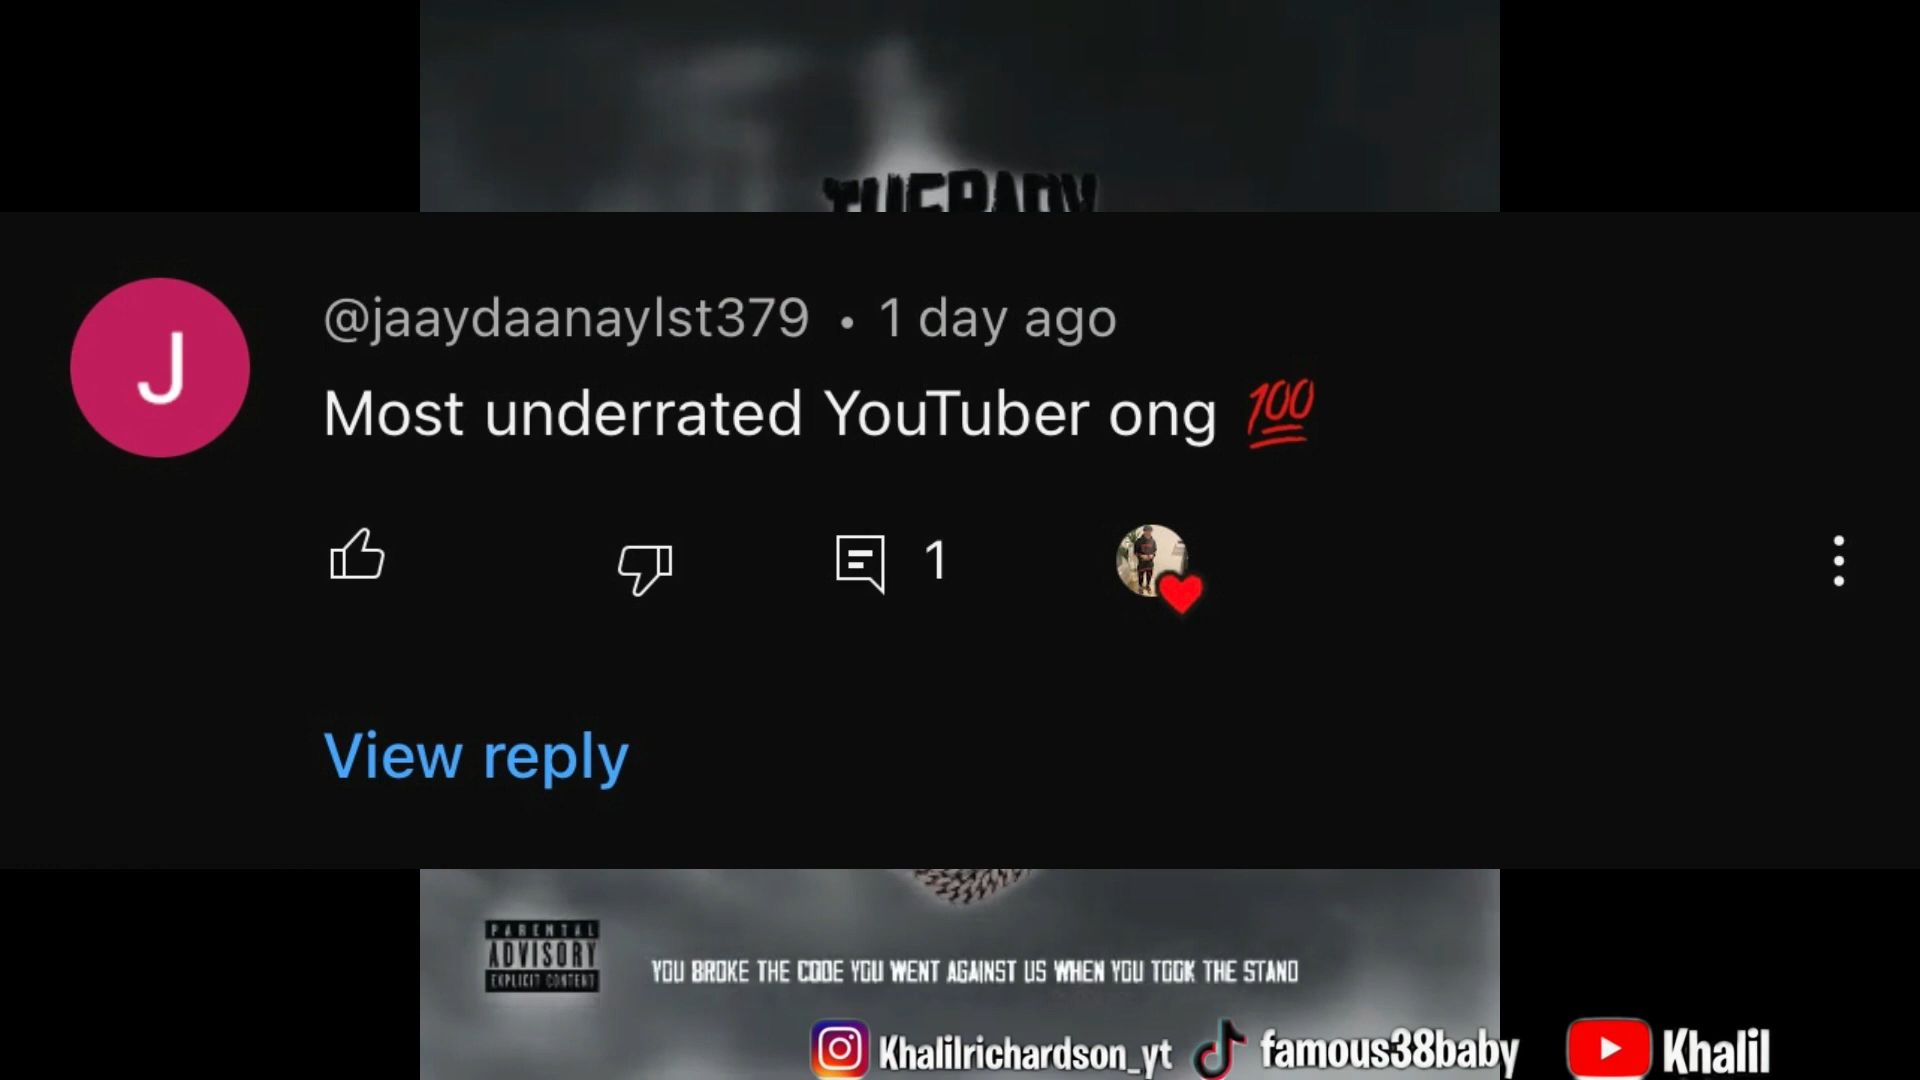 J
@jaaydaanaylst379 • 1 day ago
Most underrated YouTuber ong 💯
1
View reply
PARENTAL
ADVISORY
EXPLICIT CONTENT
YOU BROKE THE CODE YOU WENT AGAINST US WHEN YOU TOOK THE STAND
Khalilrichardson_yt famous38baby Khalil